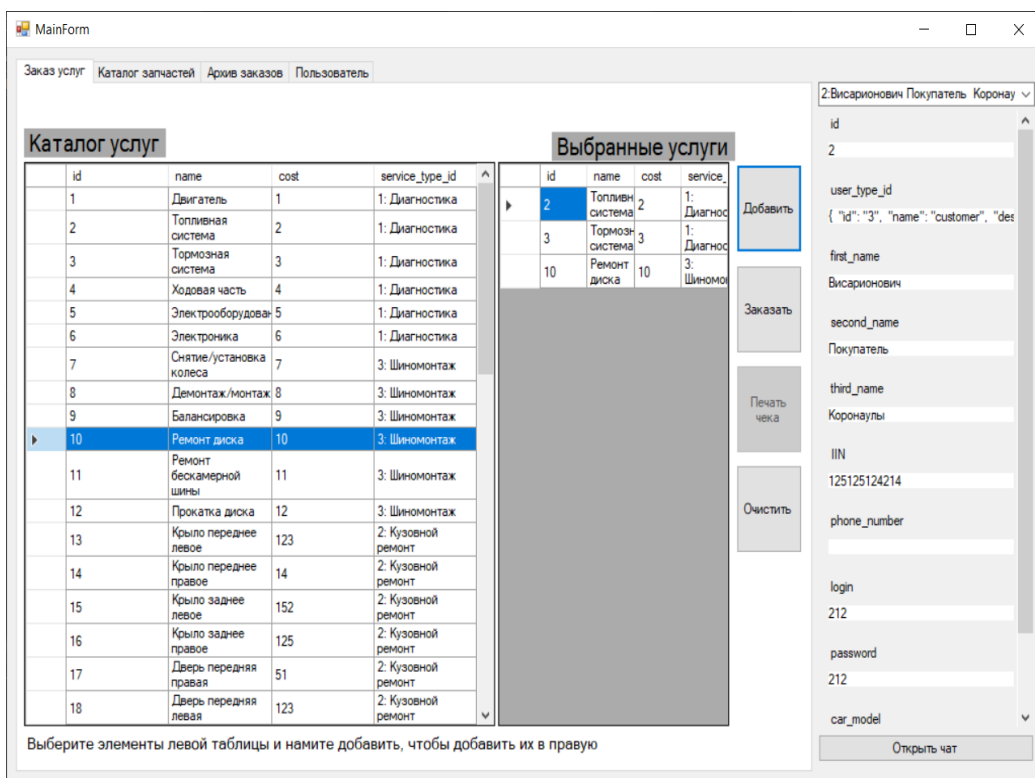 MainForm
Заказ услуг Каталог запчастей Архив заказов Пользователь
Каталог услуг
id name cost service_type_id
1 Двигатель 1 1: Диагностика
2 Топливная система 2 1: Диагностика
3 Тормозная система 3 1: Диагностика
4 Ходовая часть 4 1: Диагностика
5 Электрооборудован 5 1: Диагностика
6 Электроника 6 1: Диагностика
7 Снятие/установка колеса 7 3: Шиномонтаж
8 Демонтаж/монтаж 8 3: Шиномонтаж
9 Балансировка 9 3: Шиномонтаж
10 Ремонт диска 10 3: Шиномонтаж
11 Ремонт бескамерной шины 11 3: Шиномонтаж
12 Прокатка диска 12 3: Шиномонтаж
13 Крыло переднее левое 123 2: Кузовной ремонт
14 Крыло переднее правое 14 2: Кузовной ремонт
15 Крыло заднее левое 152 2: Кузовной ремонт
16 Крыло заднее правое 125 2: Кузовной ремонт
17 Дверь передняя правая 51 2: Кузовной ремонт
18 Дверь передняя левая 123 2: Кузовной ремонт
Выбранные услуги
id name cost service_
2 Топливн система 2 1: Диагнос
3 Тормозн система 3 1: Диагнос
10 Ремонт диска 10 3: Шиномо
Добавить
Заказать
Печать
чека
Очистить
Выберите элементы левой таблицы и намите добавить, чтобы добавить их в правую
2:Висарионович Покупатель Коронау
id
2
user_type_id
{ "id": "3", "name": "customer", "des
first_name
Висарионович
second_name
Покупатель
third_name
Коронаулы
IIN
125125124214
phone_number
login
212
password
212
car_model
Открыть чат